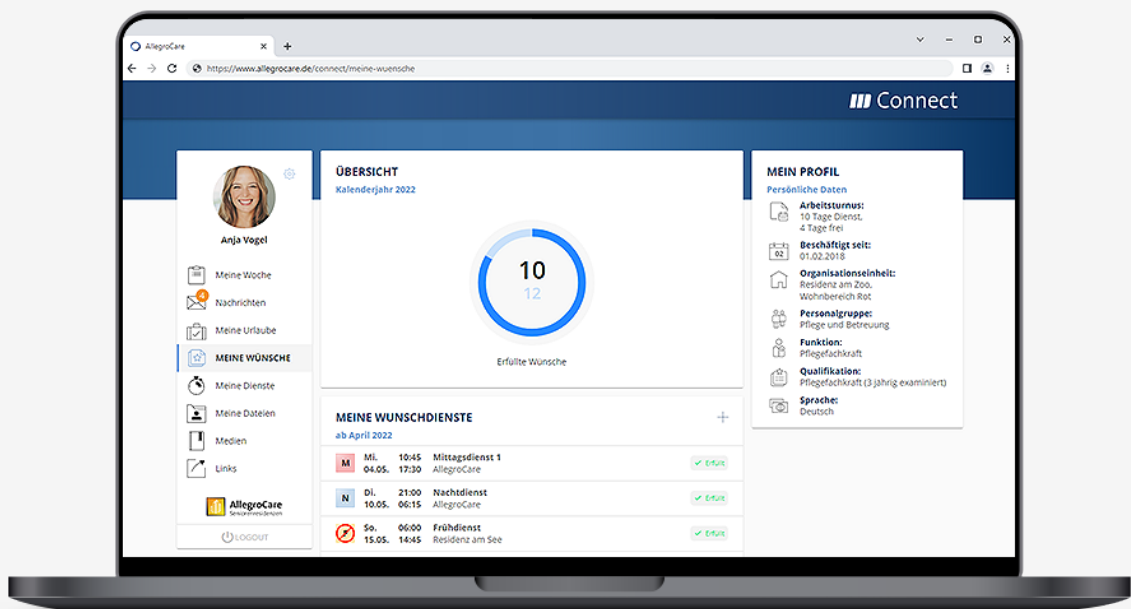 AllegroCare
https://www.allegrocare.de/connect/meine-wuensche
Connect
Anja Vogel
Meine Woche
4
Nachrichten
Meine Urlaube
MEINE WÜNSCHE
Meine Dienste
Meine Dateien
Medien
Links
AllegroCare
Seniorenresidenzen
LOGOUT
ÜBERSICHT
Kalenderjahr 2022
10
12
Erfüllte Wünsche
MEINE WUNSCHDIENSTE
ab April 2022
M
Mi. 10:45 Mittagsdienst 1
04.05. 17:30 AllegroCare
Erfüllt
N
Di. 21:00 Nachtdienst
10.05. 06:15 AllegroCare
Erfüllt
So. 06:00 Frühdienst
15.05. 14:45 Residenz am See
Erfüllt
MEIN PROFIL
Persönliche Daten
Arbeitsturnus:
10 Tage Dienst,
4 Tage frei
02
Beschäftigt seit:
01.02.2018
Organisationseinheit:
Residenz am Zoo,
Wohnbereich Rot
Personalgruppe:
Pflege und Betreuung
Funktion:
Pflegefachkraft
Qualifikation:
Pflegefachkraft (3 jährig examiniert)
Sprache:
Deutsch